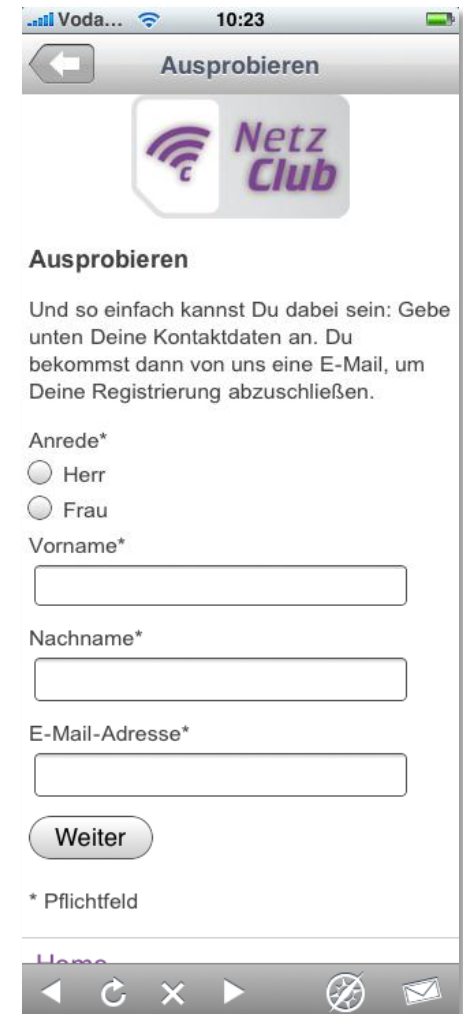 Voda... 10:23
Ausprobieren
C
Netz
Club
Ausprobieren
Und so einfach kannst Du dabei sein: Gebe
unten Deine Kontaktdaten an. Du
bekommst dann von uns eine E-Mail, um
Deine Registrierung abzuschließen.
Anrede*
Herr
Frau
Vorname*
Nachname*
E-Mail-Adresse*
Weiter
* Pflichtfeld
Home